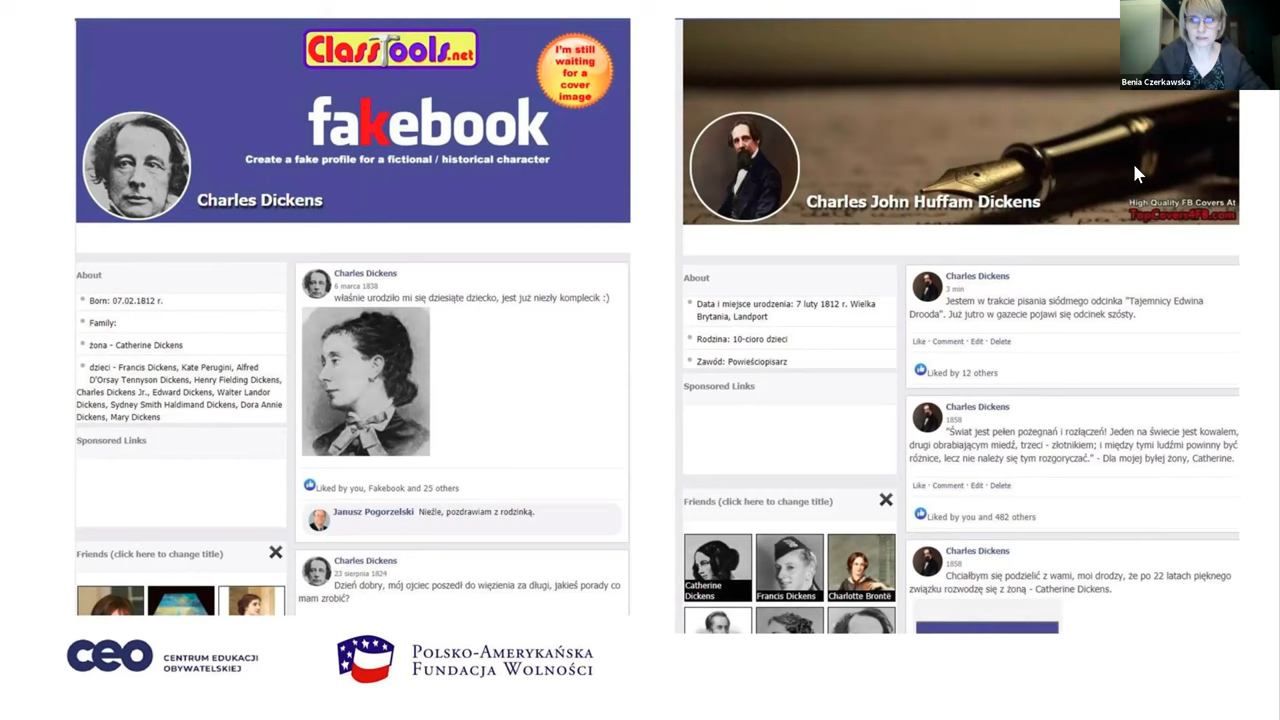 ClassTools.net
I'm still
waiting
for a
cover
image
fakebook
Create a fake profile for a fictional / historical character
Charles Dickens
About
Born: 07.02.1812 r.
Family:
żona - Catherine Dickens
dzieci - Francis Dickens, Kate Perugini, Alfred
D'Orsay Tennyson Dickens, Henry Fielding Dickens,
Charles Dickens Jr., Edward Dickens, Walter Landor
Dickens, Sydney Smith Haldimand Dickens, Dora Annie
Dickens, Mary Dickens
Sponsored Links
Friends (click here to change title)
Charles Dickens
6 marca 1838
właśnie urodziło mi się dziesiąte dziecko, jest już niezły komplecik :)
Liked by you, Fakebook and 25 others
Janusz Pogorzelski Nieźle, pozdrawiam z rodzinką.
Charles Dickens
23 sierpnia 1824
Dzień dobry, mój ojciec poszedł do więzienia za długi, jakieś porady co
mam zrobić?
Benia Czerkawska
Charles John Huffam Dickens
High Quality FB Covers At
TopCovers4FB.com
About
Data i miejsce urodzenia: 7 luty 1812 r. Wielka
Brytania, Landport
Rodzina: 10-cioro dzieci
Zawód: Powieściopisarz
Sponsored Links
Friends (click here to change title)
Catherine
Dickens
Francis Dickens
Charlotte Brontë
Charles Dickens
3 min
Jestem w trakcie pisania siódmego odcinka "Tajemnicy Edwina
Drooda". Już jutro w gazecie pojawi się odcinek szósty.
Like · Comment · Edit · Delete
Liked by 12 others
Charles Dickens
1858
"Świat jest pełen pożegnań i rozłączeń! Jeden na świecie jest kowalem,
drugi obrabiającym miedź, trzeci - złotnikiem; i między tymi ludźmi powinny być
różnice, lecz nie należy się tym rozgoryczać." - Dla mojej byłej żony, Catherine.
Like · Comment · Edit · Delete
Liked by you and 482 others
Charles Dickens
1858
Chciałbym się podzielić z wami, moi drodzy, że po 22 latach pięknego
związku rozwodzę się z żoną - Catherine Dickens.
ceo
CENTRUM EDUKACJI
OBYWATELSKIEJ
POLSKO-AMERYKAŃSKA
FUNDACJA WOLNOŚCI